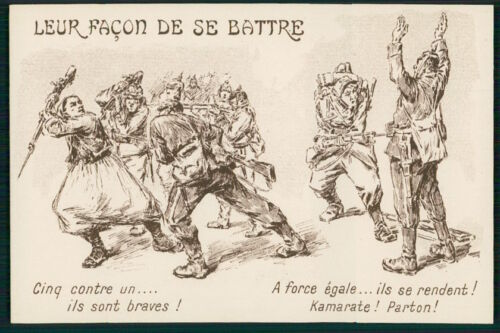 LEUR FAÇON DE SE BATTRE
Cinq contre un....
ils sont braves !
A force égale... ils se rendent !
Kamarate ! Parton !